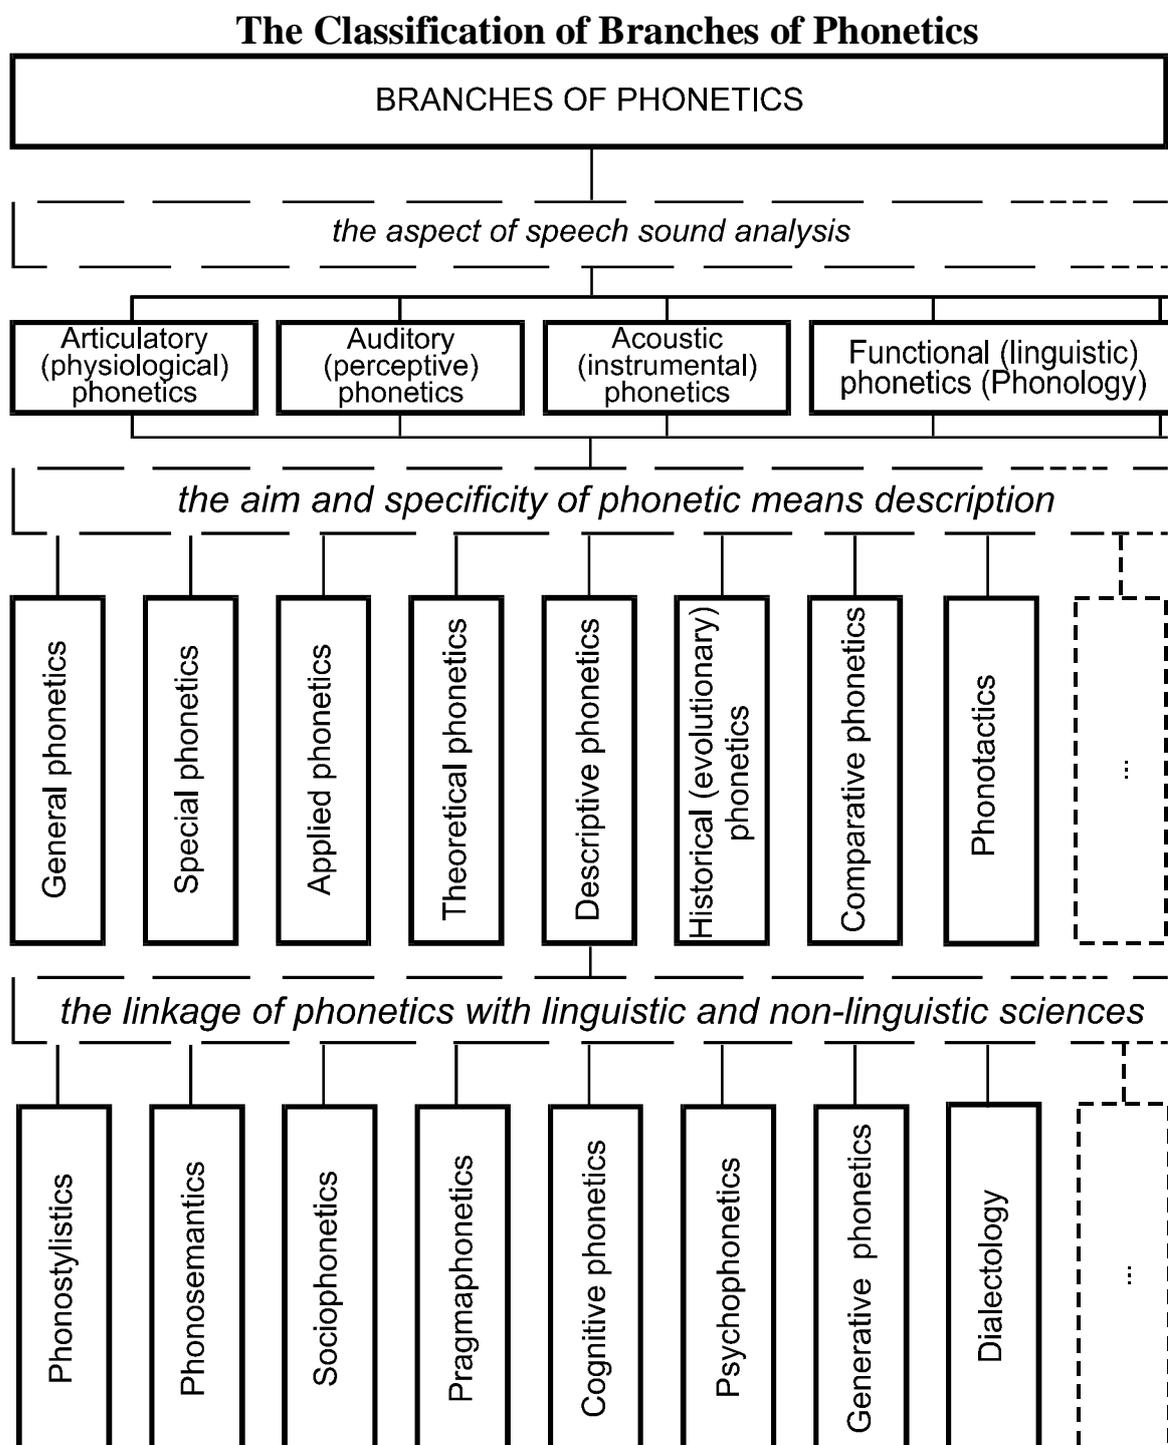 The Classification of Branches of Phonetics
BRANCHES OF PHONETICS
the aspect of speech sound analysis
Articulatory
(physiological)
phonetics
Auditory
(perceptive)
phonetics
Acoustic
(instrumental)
phonetics
Functional (linguistic)
phonetics (Phonology)
the aim and specificity of phonetic means description
General phonetics
Special phonetics
Applied phonetics
Theoretical phonetics
Descriptive phonetics
Historical (evolutionary)
phonetics
Comparative phonetics
Phonotactics
...
the linkage of phonetics with linguistic and non-linguistic sciences
Phonostylistics
Phonosemantics
Sociophonetics
Pragmaphonetics
Cognitive phonetics
Psychophonetics
Generative phonetics
Dialectology
...